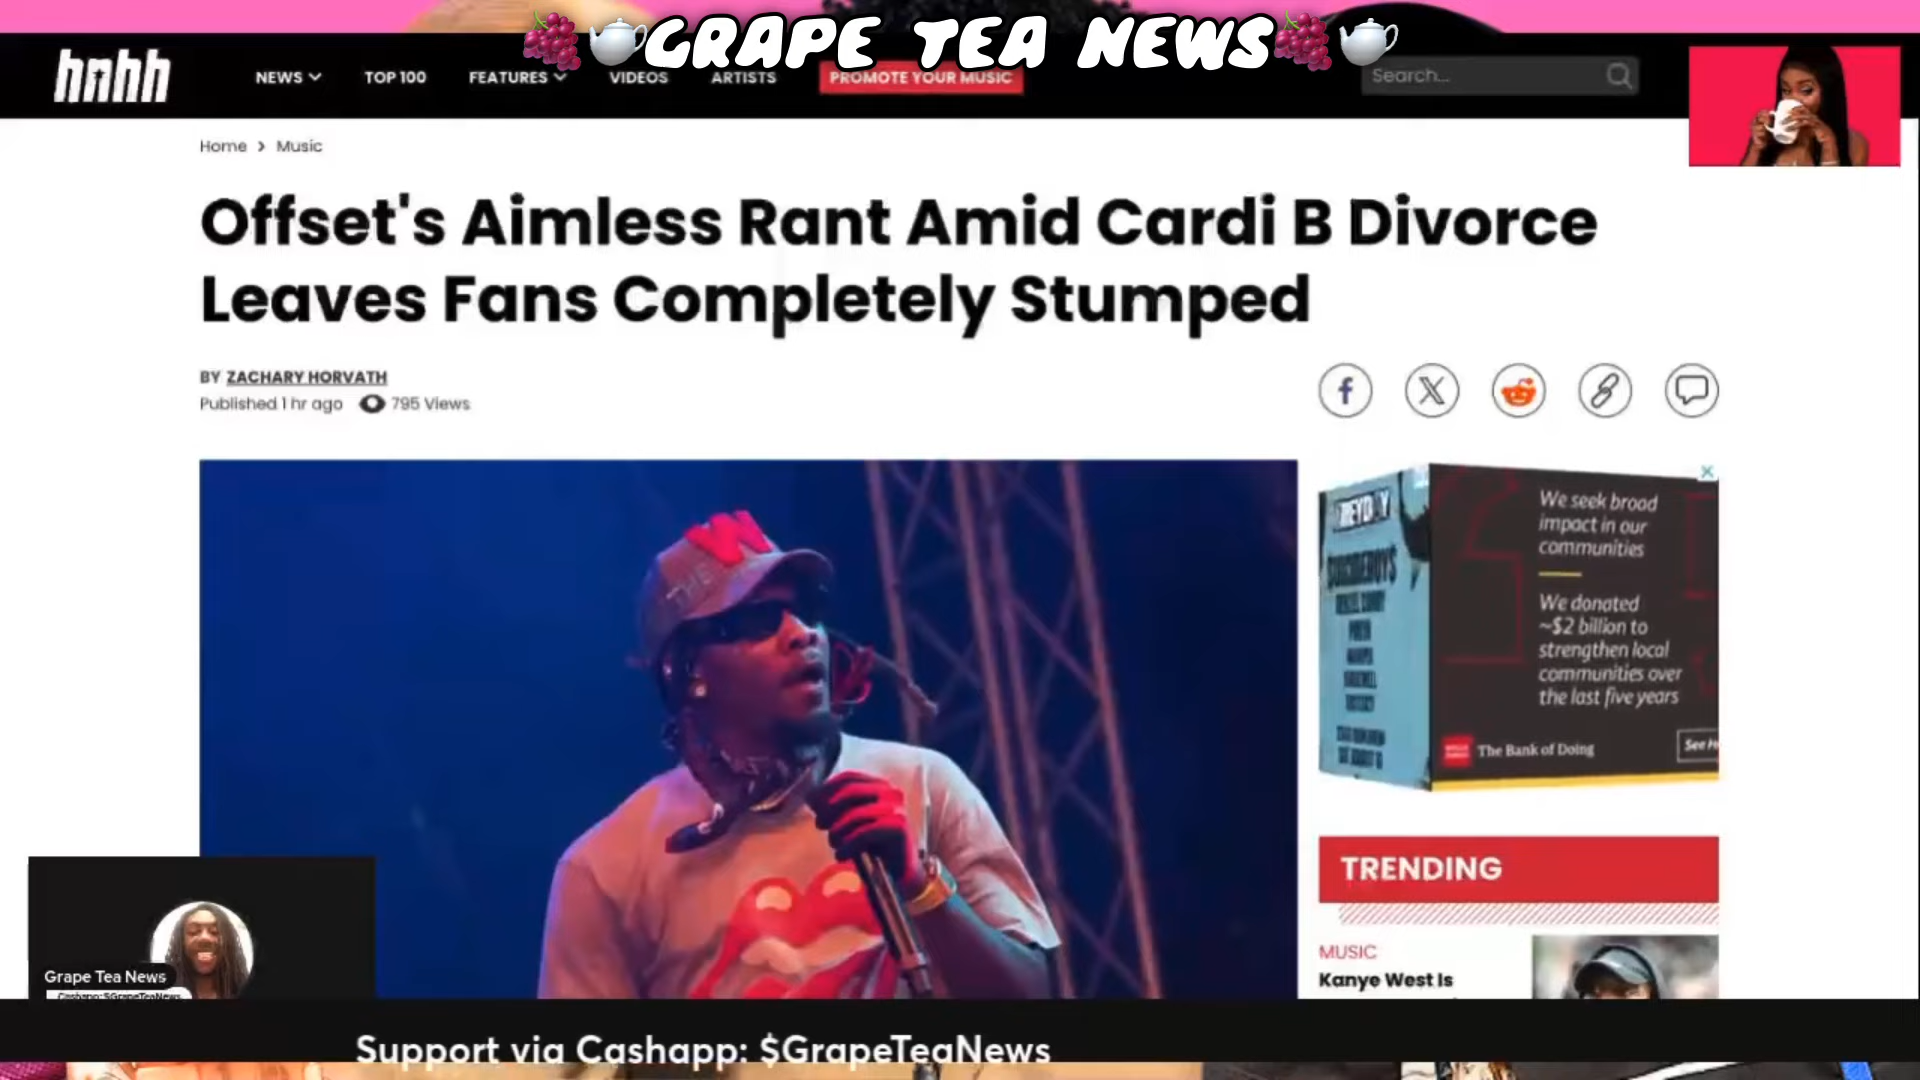 GRAPE TEA NEWS
hnhh
NEWS
TOP 100
FEATURES
VIDEOS
ARTISTS
PROMOTE YOUR MUSIC
Search...
Home > Music
Offset's Aimless Rant Amid Cardi B Divorce
Leaves Fans Completely Stumped
BY ZACHARY HORVATH
Published 1 hr ago
795 Views
THE
We seek broad
impact in our
communities
We donated
~$2 billion to
strengthen local
communities over
the last five years
The Bank of Doing
TRENDING
MUSIC
Kanye West Is
Grape Tea News
Cashapp: $GrapeTeaNews
Support via Cashapp: $GrapeTeaNews